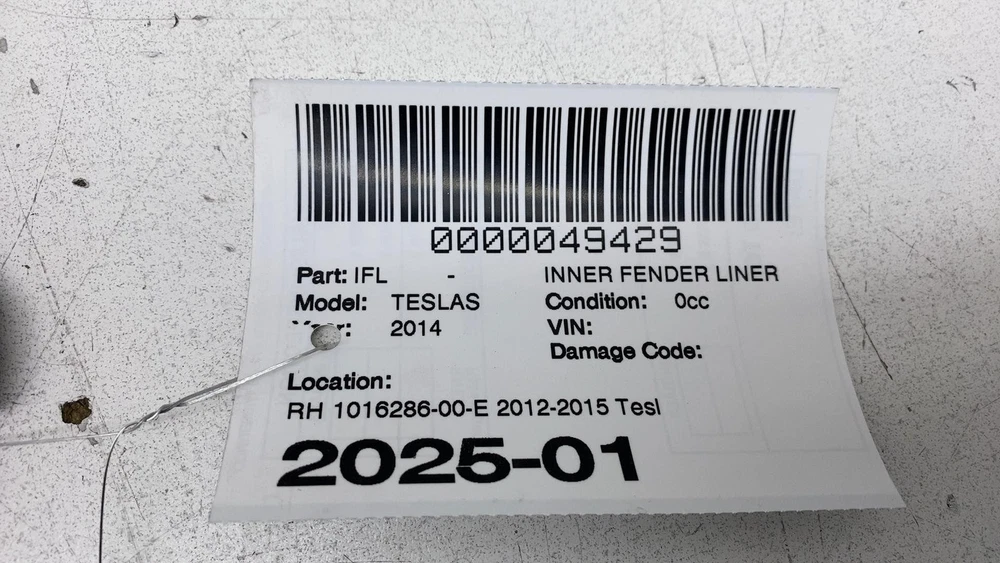 0000049429
Part: IFL - INNER FENDER LINER
Model: TESLAS Condition: 0cc
Year: 2014 VIN:
Damage Code:
Location:
RH 1016286-00-E 2012-2015 Tesl
2025-01